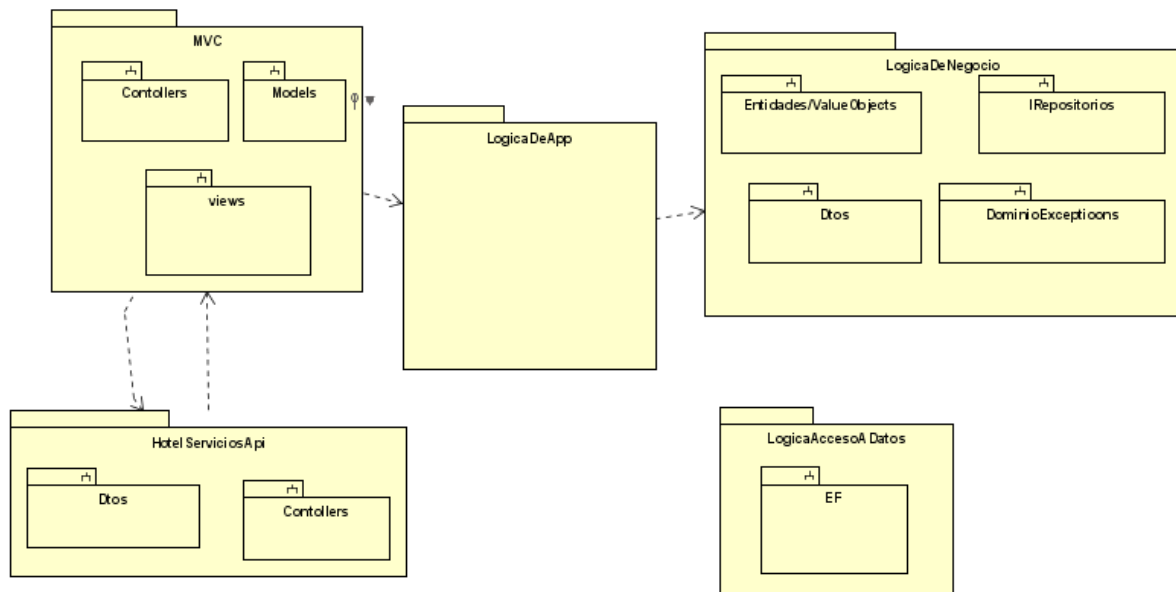 MVC
Contollers
Models
views
LogicaDeApp
LogicaDeNegocio
Entidades/ValueObjects
IRepositorios
Dtos
DominioExceptioons
HotelServiciosApi
Dtos
Contollers
LogicaAccesoADatos
EF